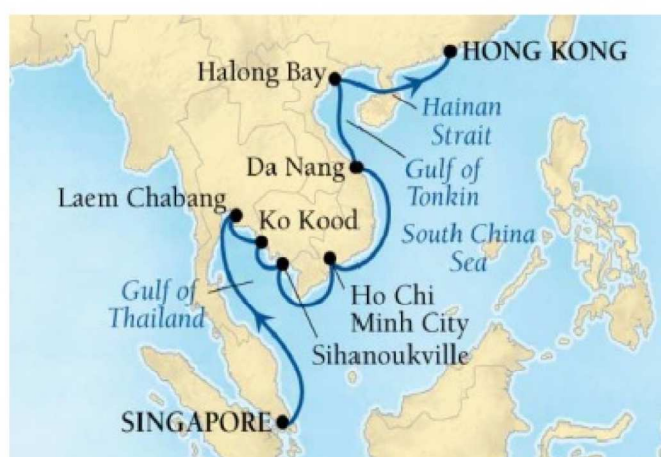 HONG KONG
Halong Bay
Hainan
Strait
Da Nang
Gulf of
Tonkin
Laem Chabang
Ko Kood
South China
Sea
Gulf of
Thailand
Ho Chi
Minh City
Sihanoukville
SINGAPORE